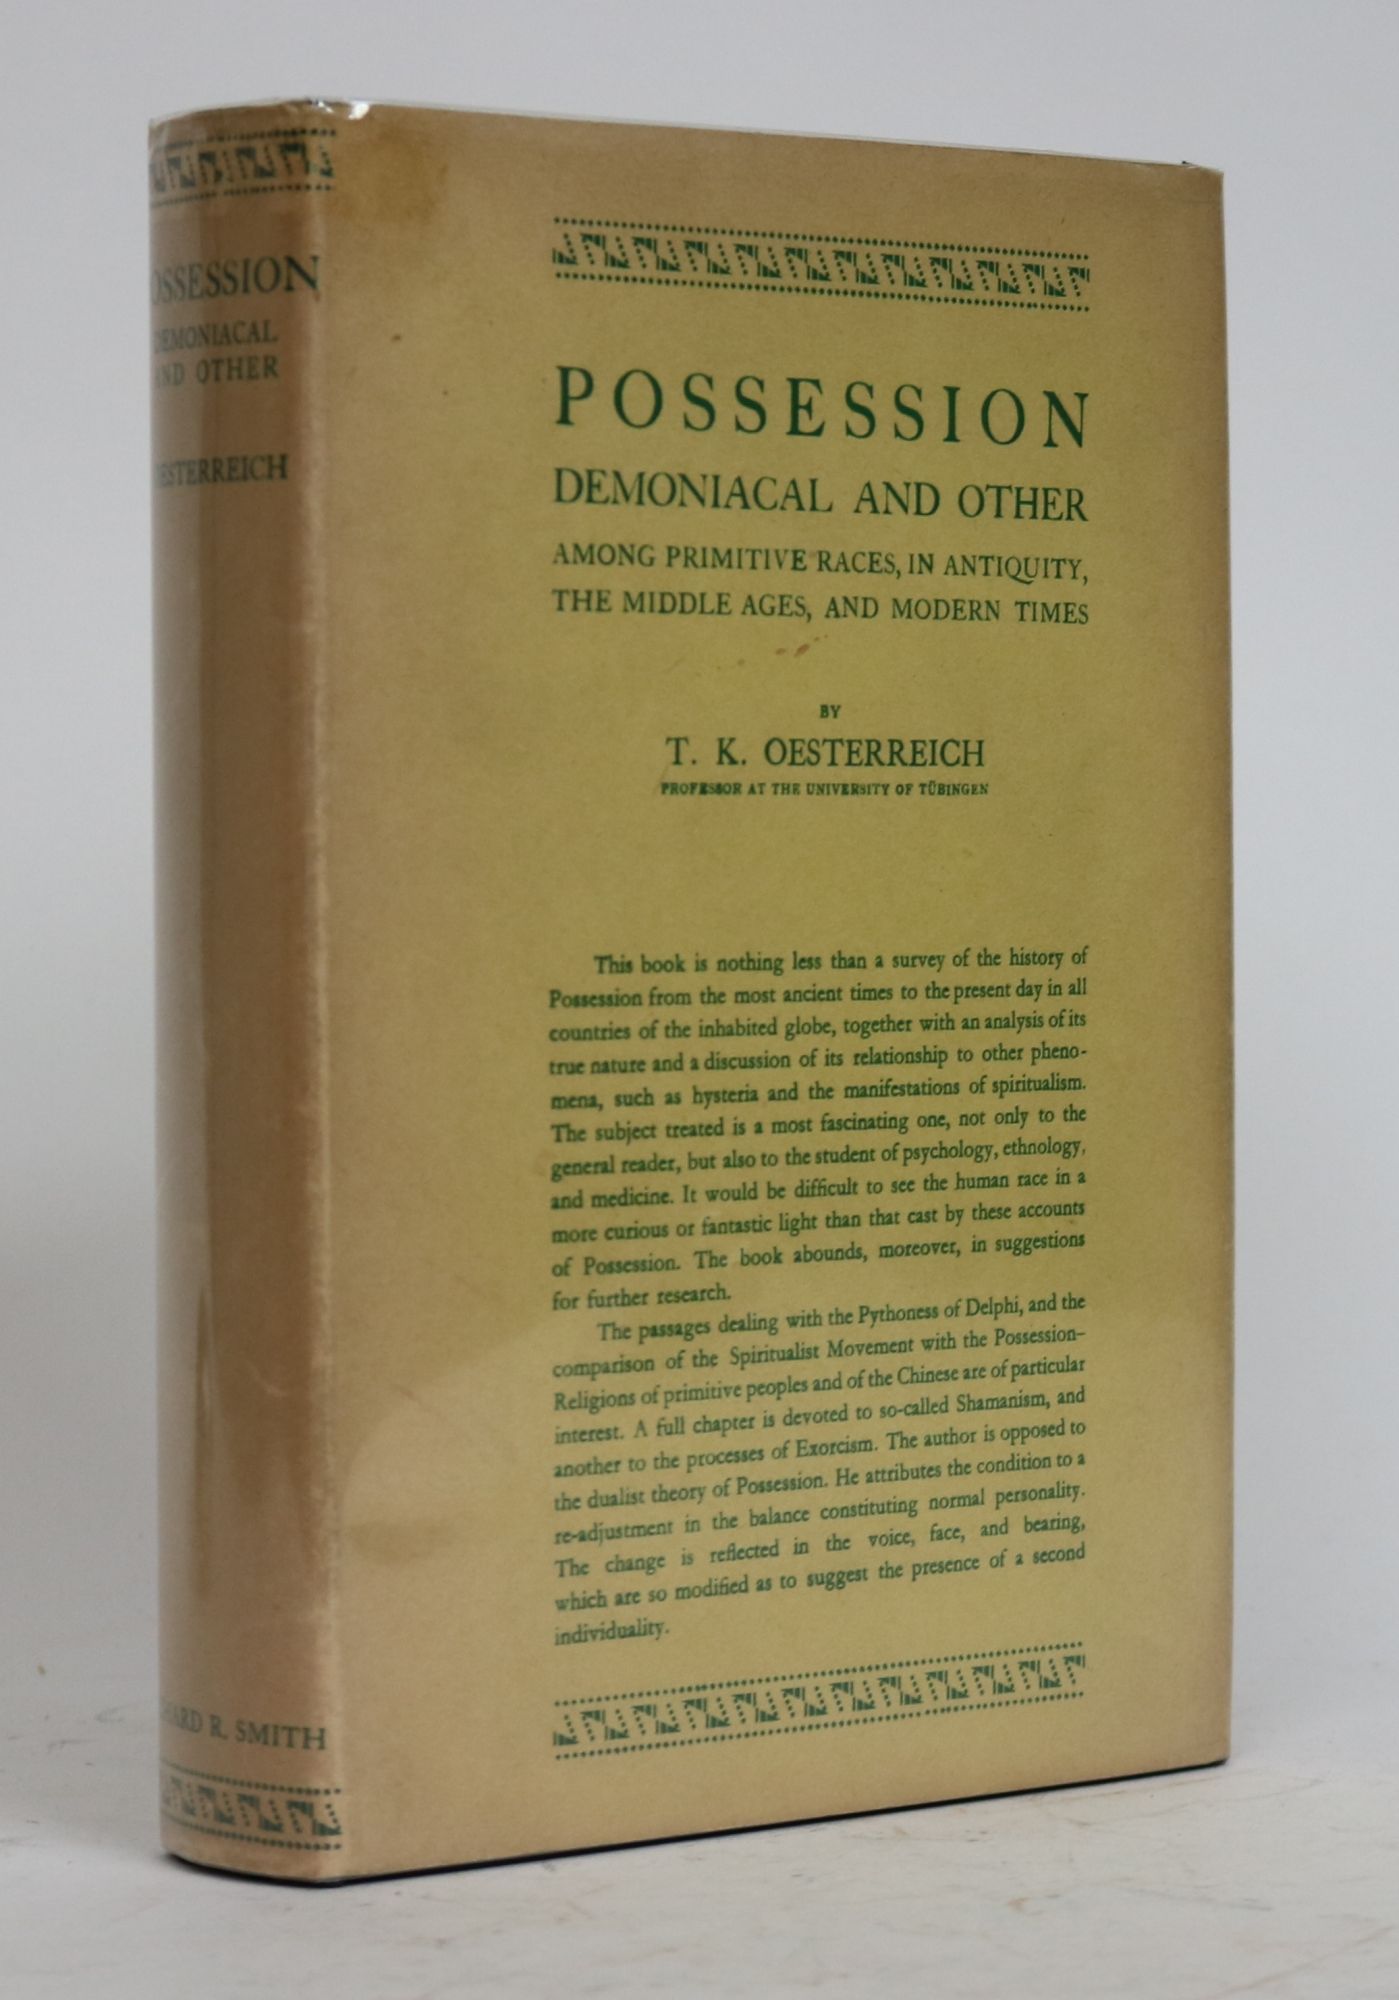 POSSESSION
DEMONIACAL
AND OTHER
OESTERREICH
R. SMITH
POSSESSION
DEMONIACAL AND OTHER
AMONG PRIMITIVE RACES, IN ANTIQUITY,
THE MIDDLE AGES, AND MODERN TIMES
BY
T. K. OESTERREICH
PROFESSOR AT THE UNIVERSITY OF TÜBINGEN
This book is nothing less than a survey of the history of
Possession from the most ancient times to the present day in all
countries of the inhabited globe, together with an analysis of its
true nature and a discussion of its relationship to other pheno-
mena, such as hysteria and the manifestations of spiritualism.
The subject treated is a most fascinating one, not only to the
general reader, but also to the student of psychology, ethnology,
and medicine. It would be difficult to see the human race in a
more curious or fantastic light than that cast by these accounts
of Possession. The book abounds, moreover, in suggestions
for further research.
The passages dealing with the Pythoness of Delphi, and the
comparison of the Spiritualist Movement with the Possession-
Religions of primitive peoples and of the Chinese are of particular
interest. A full chapter is devoted to so-called Shamanism, and
another to the processes of Exorcism. The author is opposed to
the dualist theory of Possession. He attributes the condition to a
re-adjustment in the balance constituting normal personality.
The change is reflected in the voice, face, and bearing,
which are so modified as to suggest the presence of a second
individuality.